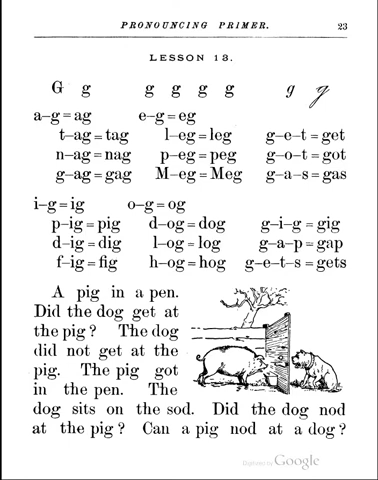 PRONOUNCING PRIMER. 23
LESSON 13.
G g g g g g g g
a–g = ag e–g = eg
t–ag = tag l–eg = leg g–e–t = get
n–ag = nag p–eg = peg g–o–t = got
g–ag = gag M–eg = Meg g–a–s = gas
i–g = ig o–g = og
p–ig = pig d–og = dog g–i–g = gig
d–ig = dig l–og = log g–a–p = gap
f–ig = fig h–og = hog g–e–t–s = gets
A pig in a pen.
Did the dog get at
the pig? The dog
did not get at the
pig. The pig got
in the pen. The
dog sits on the sod. Did the dog nod
at the pig? Can a pig nod at a dog?
Digitized by Google